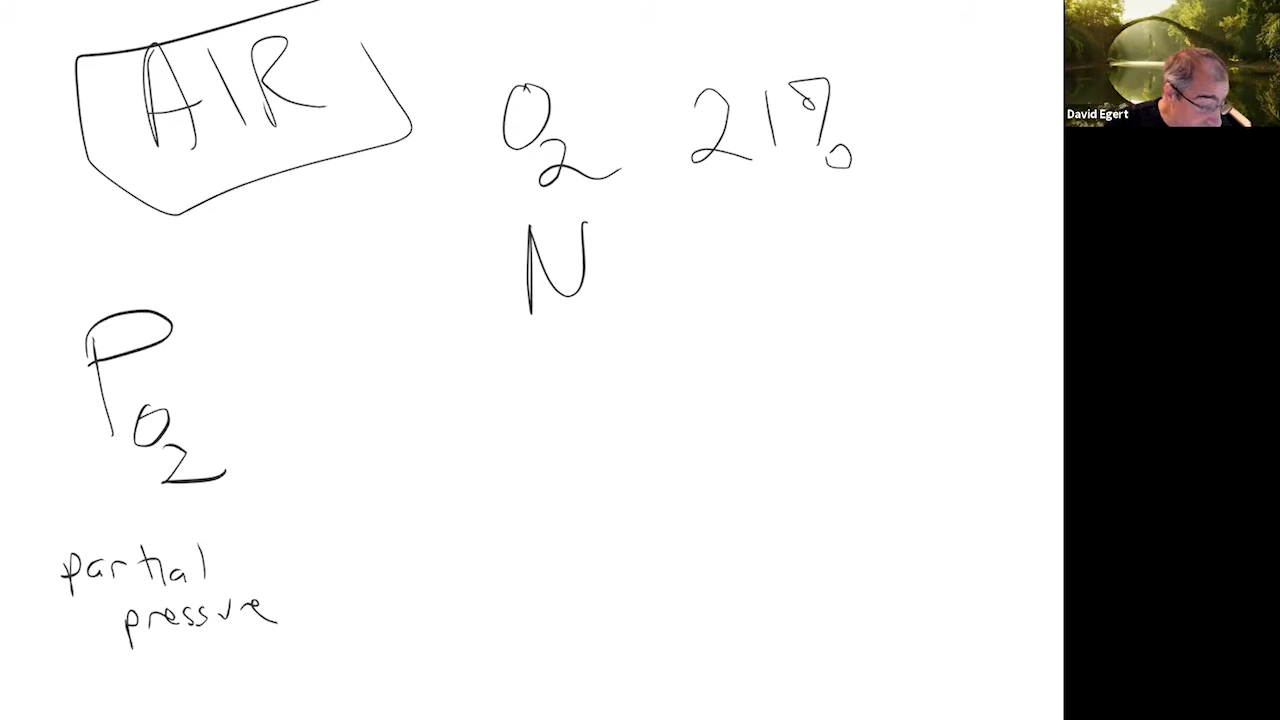 AIR
O2 21%
N
PO2
partial
pressure
David Egert